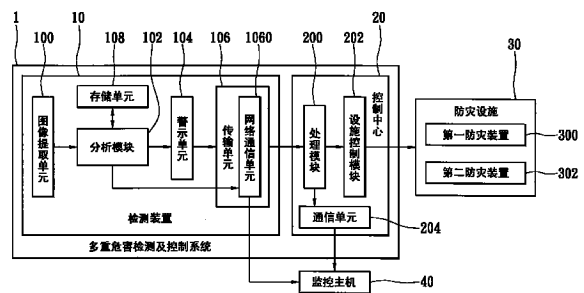 1
10
100
108
102
104
106
1060
200
202
20
30
图像提取单元
存储单元
分析模块
警示单元
传输单元
网络通信单元
检测装置
处理模块
设施控制模块
控制中心
通信单元
204
防灾设施
第一防灾装置
300
第二防灾装置
302
多重危害检测及控制系统
监控主机
40